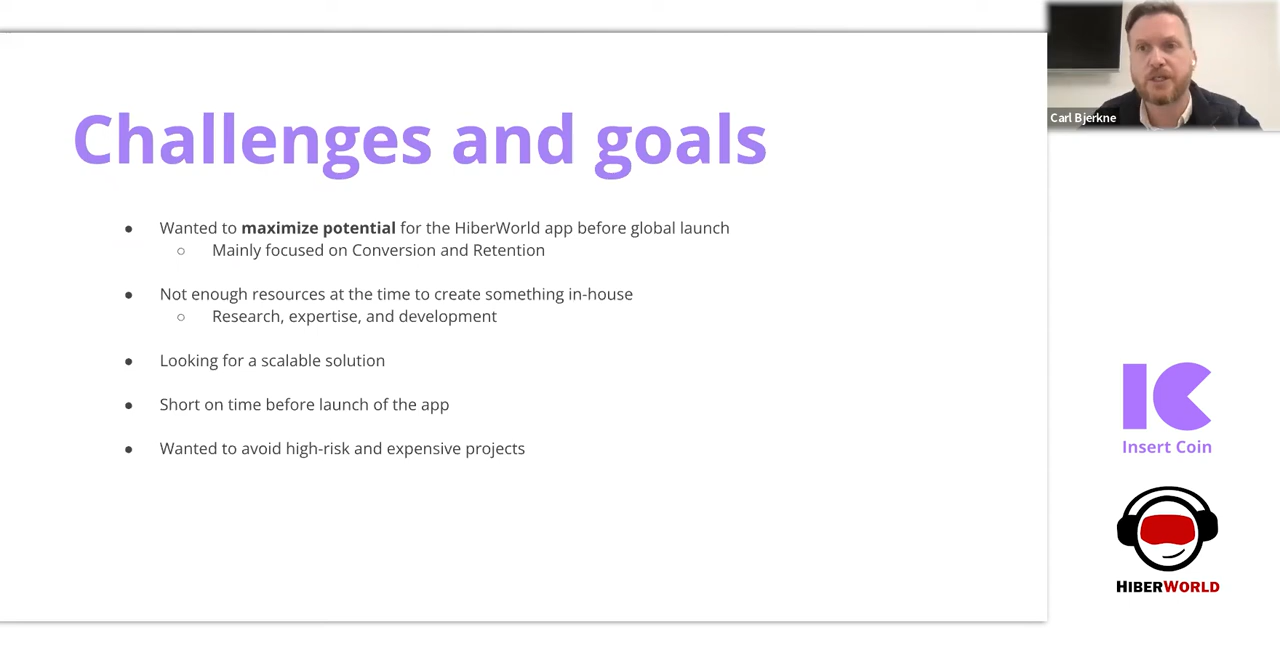 Challenges and goals
● Wanted to maximize potential for the HiberWorld app before global launch
○ Mainly focused on Conversion and Retention
● Not enough resources at the time to create something in-house
○ Research, expertise, and development
● Looking for a scalable solution
● Short on time before launch of the app
● Wanted to avoid high-risk and expensive projects
Carl Bjerkne
IC
Insert Coin
HIBERWORLD